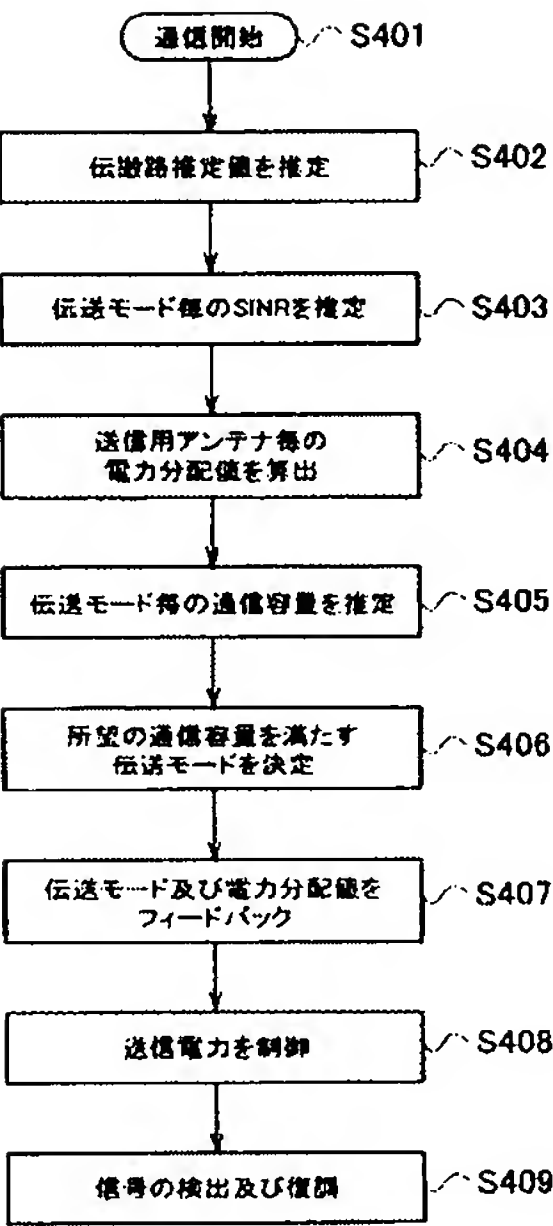 通信開始 S401
伝搬路推定値を推定 S402
伝送モード毎のSINRを推定 S403
送信用アンテナ毎の
電力分配値を算出 S404
伝送モード毎の通信容量を推定 S405
所望の通信容量を満たす
伝送モードを決定 S406
伝送モード及び電力分配値を
フィードバック S407
送信電力を制御 S408
信号の検出及び復調 S409